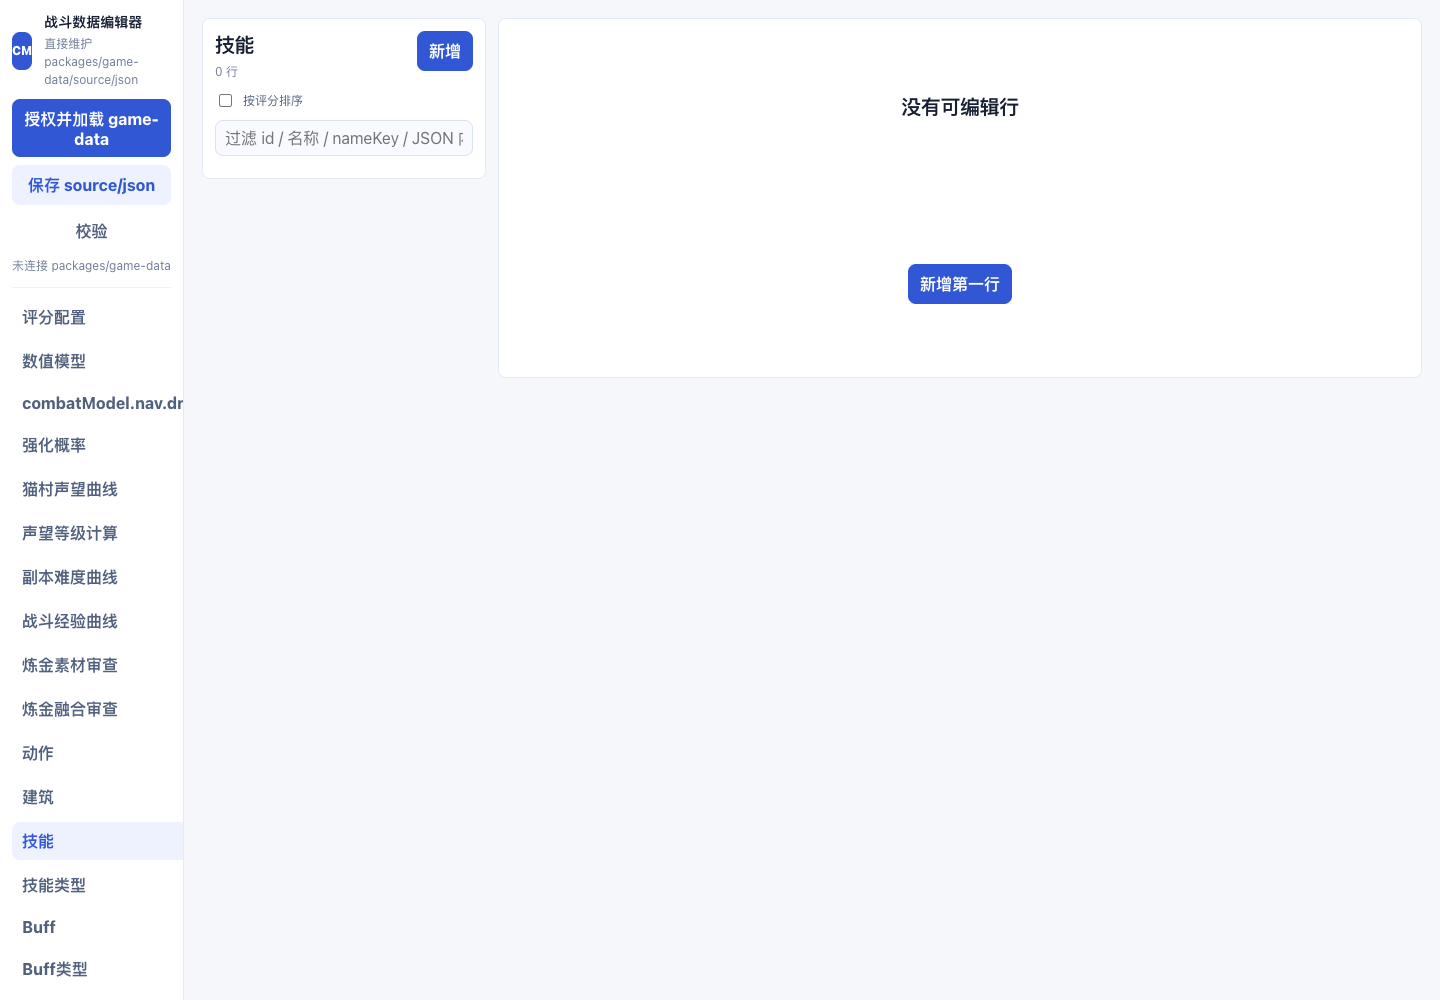 CM
战斗数据编辑器
直接维护
packages/game-
data/source/json
授权并加载 game-
data
保存 source/json
校验
未连接 packages/game-data
评分配置
数值模型
combatModel.nav.dr
强化概率
猫村声望曲线
声望等级计算
副本难度曲线
战斗经验曲线
炼金素材审查
炼金融合审查
动作
建筑
技能
技能类型
Buff
Buff类型
技能
新增
0 行
按评分排序
过滤 id / 名称 / nameKey / JSON
没有可编辑行
新增第一行